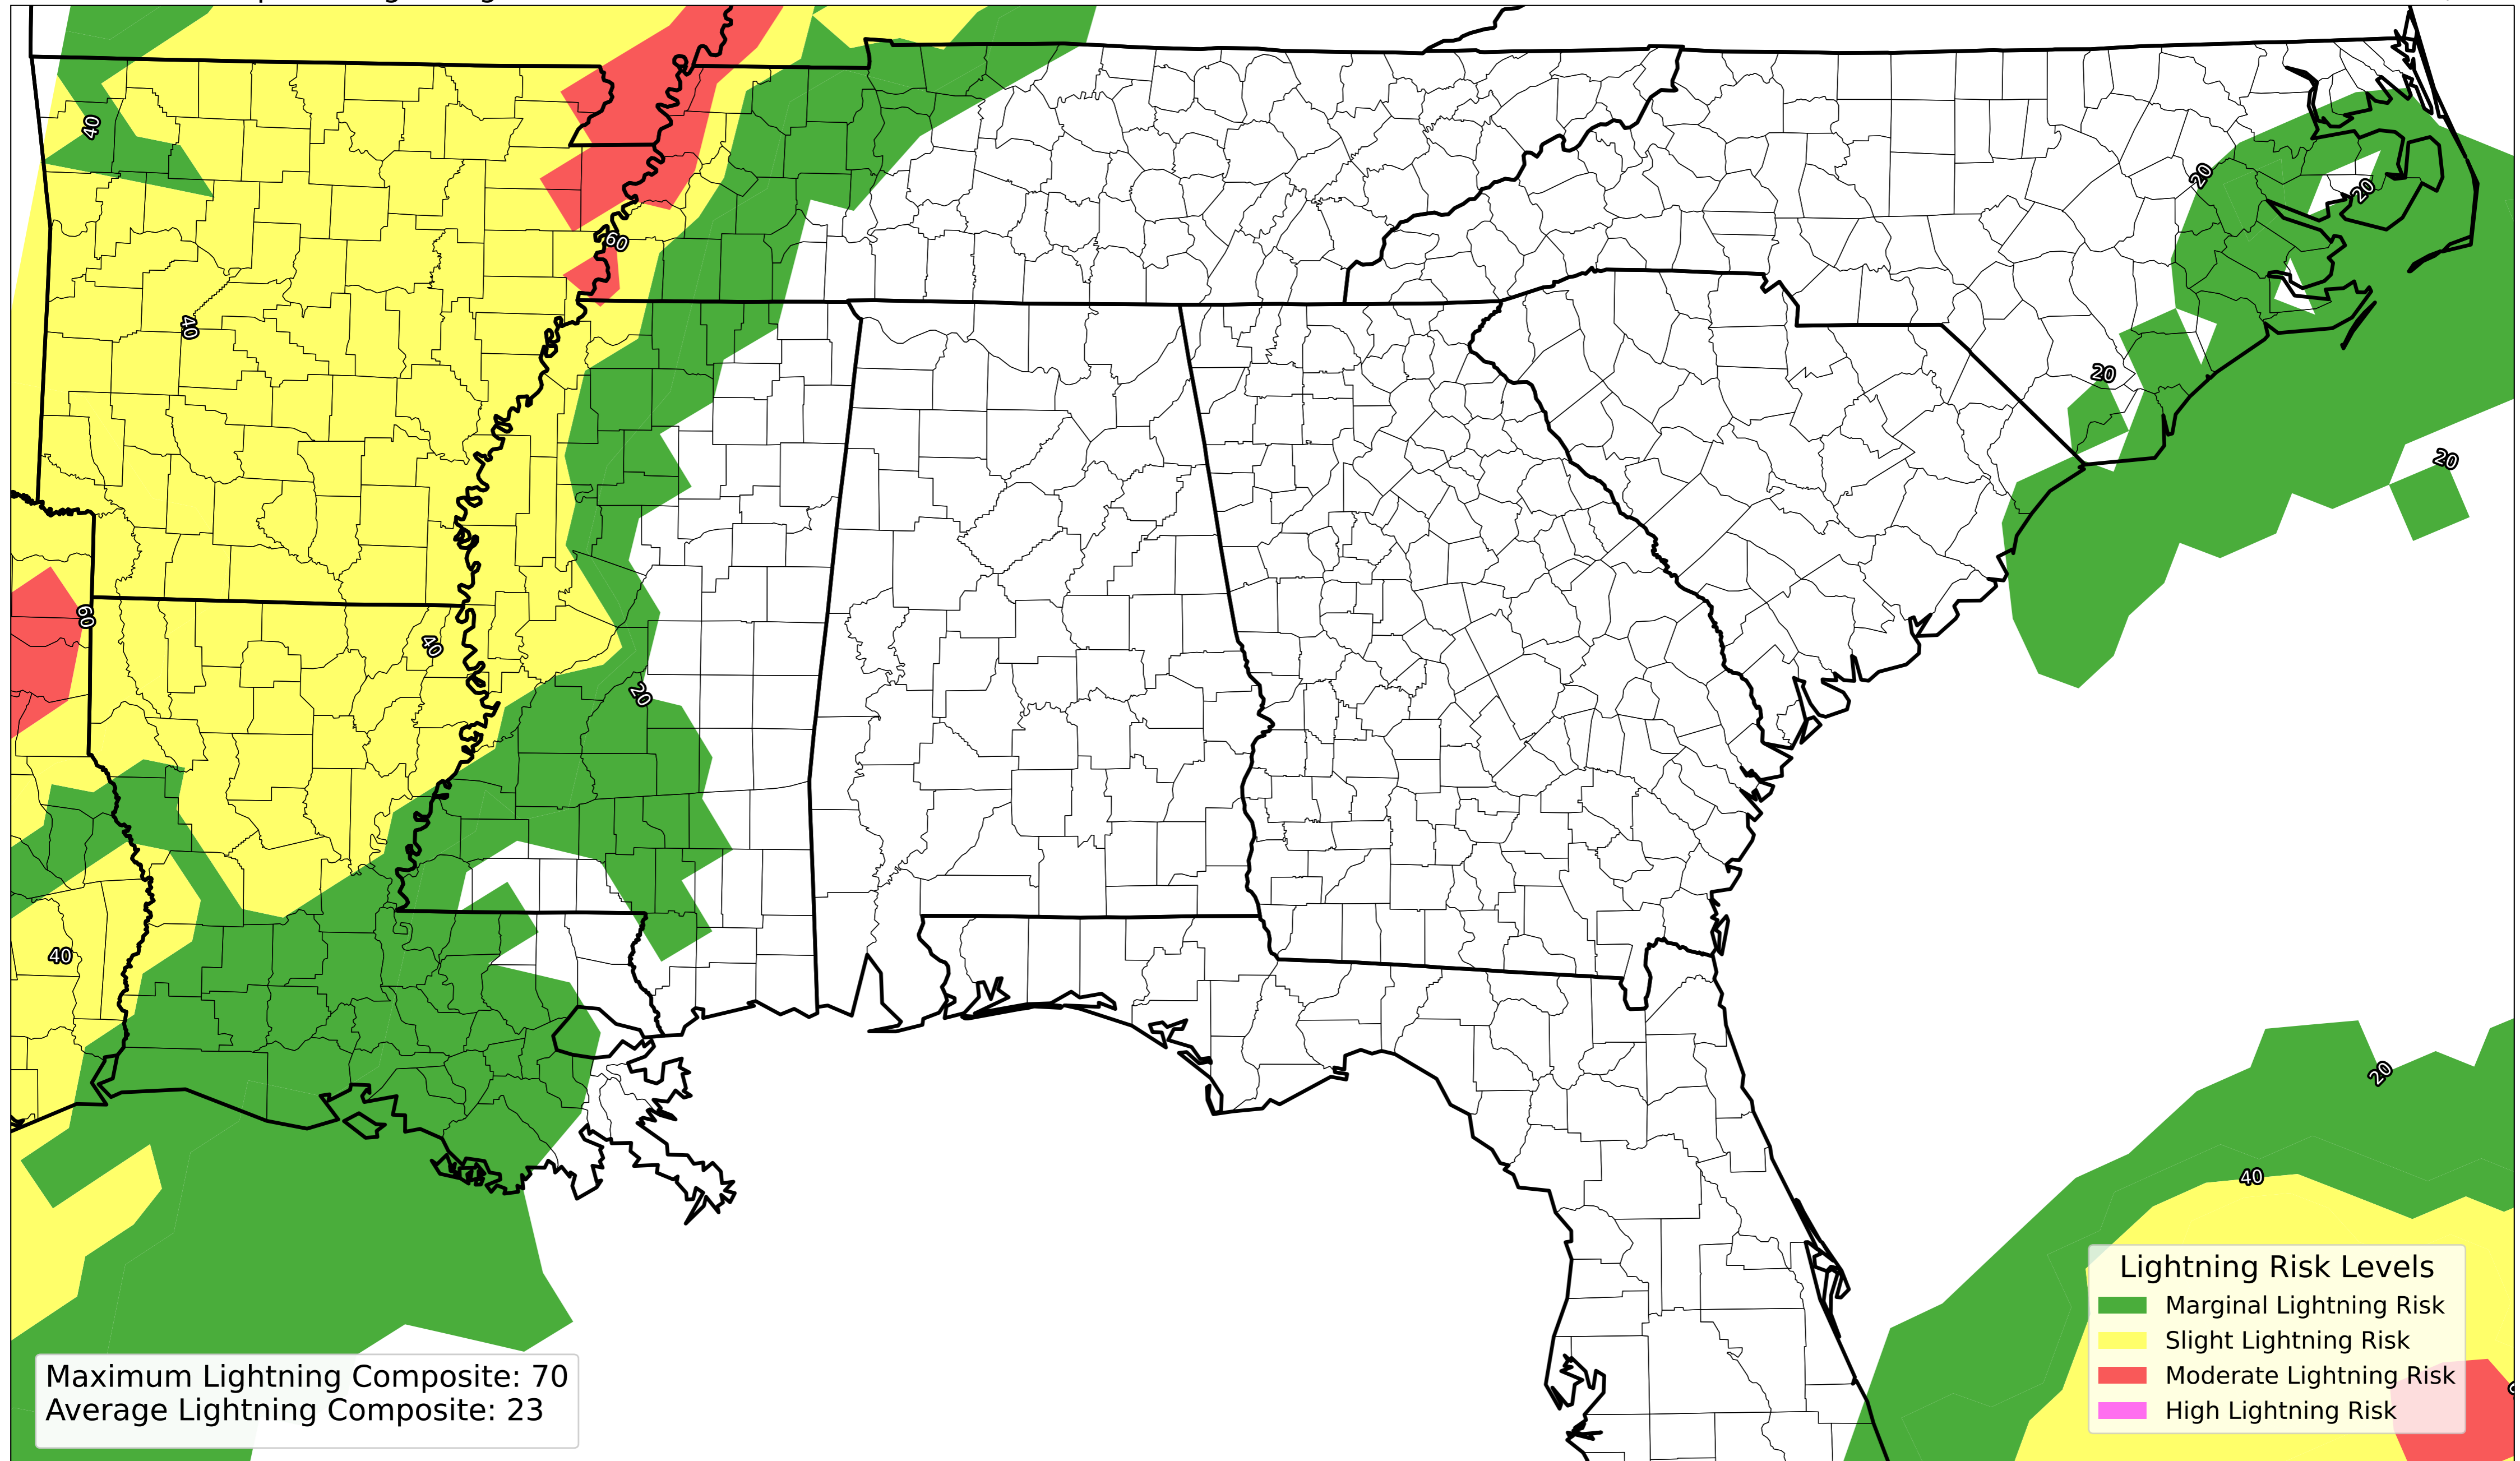 40
20
20
60
40
20
20
60
40
20
40
20
40
Lightning Risk Levels
Marginal Lightning Risk
Slight Lightning Risk
Moderate Lightning Risk
High Lightning Risk
Maximum Lightning Composite: 70
Average Lightning Composite: 23